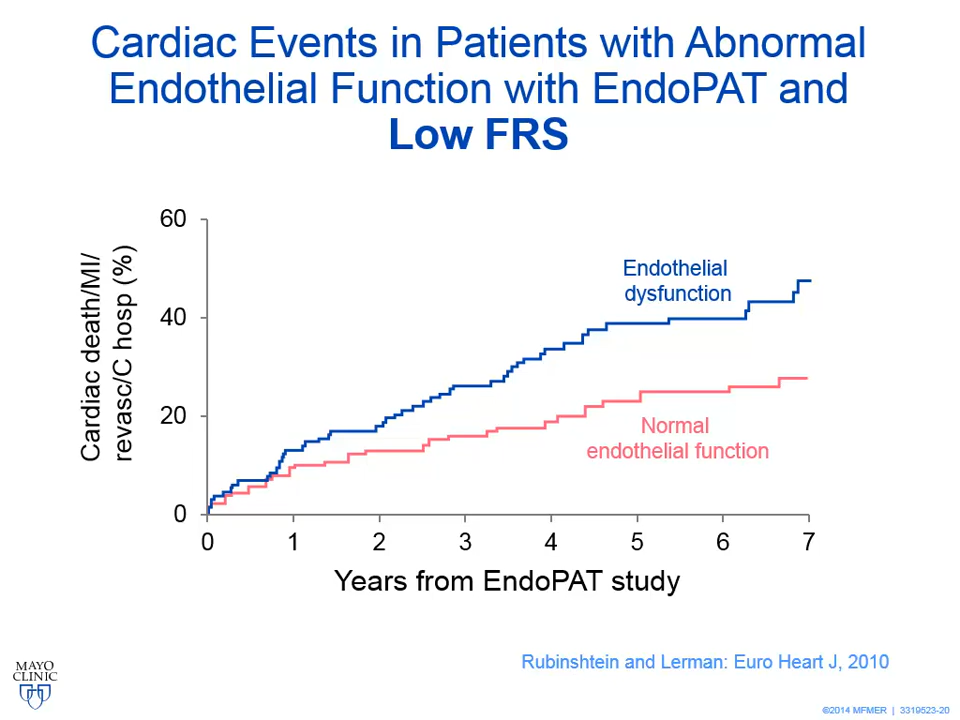 Cardiac Events in Patients with Abnormal
Endothelial Function with EndoPAT and
Low FRS
60
40
20
0
Cardiac death/MI/
revasc/C hosp (%)
Endothelial
dysfunction
Normal
endothelial function
0 1 2 3 4 5 6 7
Years from EndoPAT study
Rubinshtein and Lerman: Euro Heart J, 2010
MAYO
CLINIC
©2014 MFMER | 3319523-20